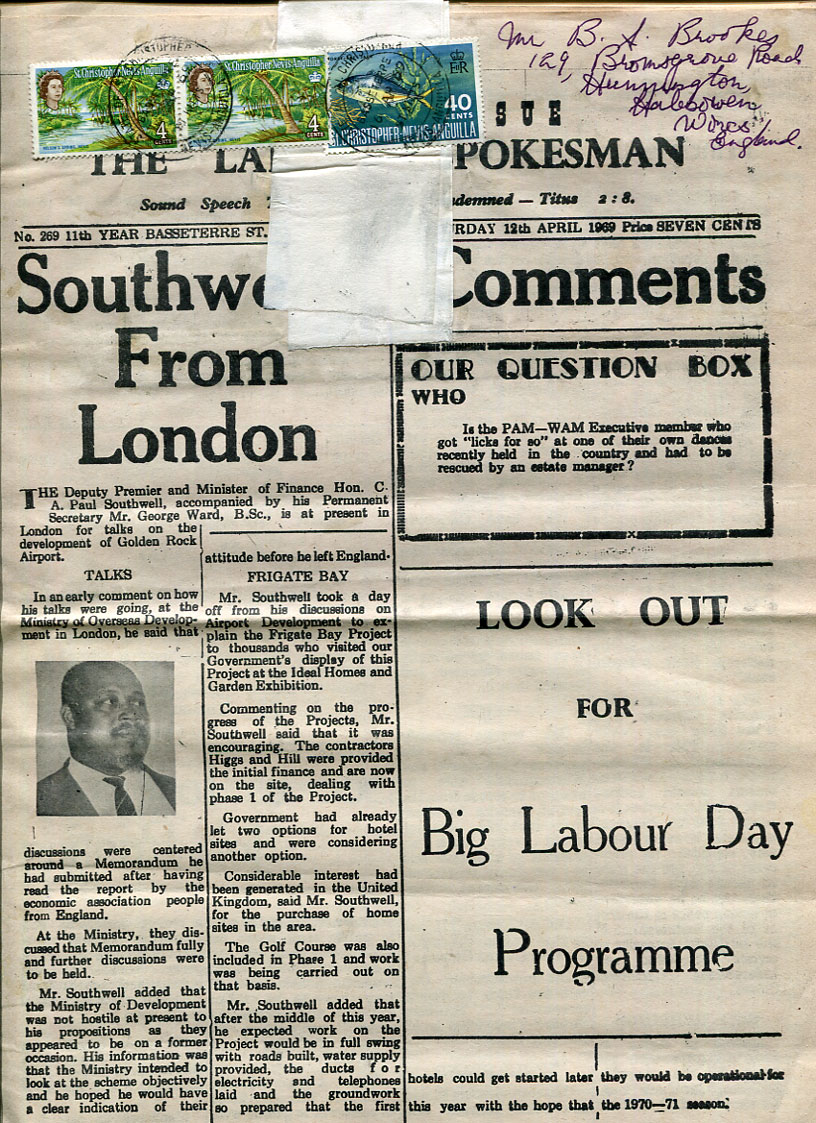 Mr B. A. Brookes
129, Bromsgrove Road
Hunnington,
Halesowen,
Worcs.
England.
St. Christopher Nevis Anguilla
4
CENTS
St. Christopher Nevis Anguilla
4
CENTS
E II R
40
CENTS
ST. CHRISTOPHER-NEVIS-ANGUILLA
SUE
THE LA POKESMAN
Sound Speech demned — Titus 2:8.
No. 269 11th YEAR BASSETERRE ST. URDAY 12th APRIL 1969 Price SEVEN CENTS
Southwe Comments
From
London
THE Deputy Premier and Minister of Finance Hon. C.
A. Paul Southwell, accompanied by his Permanent
Secretary Mr. George Ward, B.Sc., is at present in
London for talks on the
development of Golden Rock
Airport.
TALKS
In an early comment on how
his talks were going, at the
Ministry of Overseas Develop-
ment in London, he said that
discussions were centered
around a Memorandum he
had submitted after having
read the report by the
economic association people
from England.
At the Ministry, they dis-
cussed that Memorandum fully
and further discussions were
to be held.
Mr. Southwell added that
the Ministry of Development
was not hostile at present to
his propositions as they
appeared to be on a former
occasion. His information was
that the Ministry intended to
look at the scheme objectively
and he hoped he would have
a clear indication of their
attitude before he left England.
FRIGATE BAY
Mr. Southwell took a day
off from his discussions on
Airport Development to ex-
plain the Frigate Bay Project
to thousands who visited our
Government's display of this
Project at the Ideal Homes and
Garden Exhibition.
Commenting on the pro-
gress of the Projects, Mr.
Southwell said that it was
encouraging. The contractors
Higgs and Hill were provided
the initial finance and are now
on the site, dealing with
phase 1 of the Project.
Government had already
let two options for hotel
sites and were considering
another option.
Considerable interest had
been generated in the United
Kingdom, said Mr. Southwell,
for the purchase of home
sites in the area.
The Golf Course was also
included in Phase 1 and work
was being carried out on
that basis.
Mr. Southwell added that
after the middle of this year,
he expected work on the
Project would be in full swing
with roads built, water supply
provided, the ducts for
electricity and telephones
laid and the groundwork
so prepared that the first
hotels could get started later
this year with the hope that
they would be operational for
the 1970—71 season.
OUR QUESTION BOX
WHO
Is the PAM—WAM Executive member who
got "licks for so" at one of their own dances
recently held in the country and had to be
rescued by an estate manager?
LOOK OUT
FOR
Big Labour Day
Programme